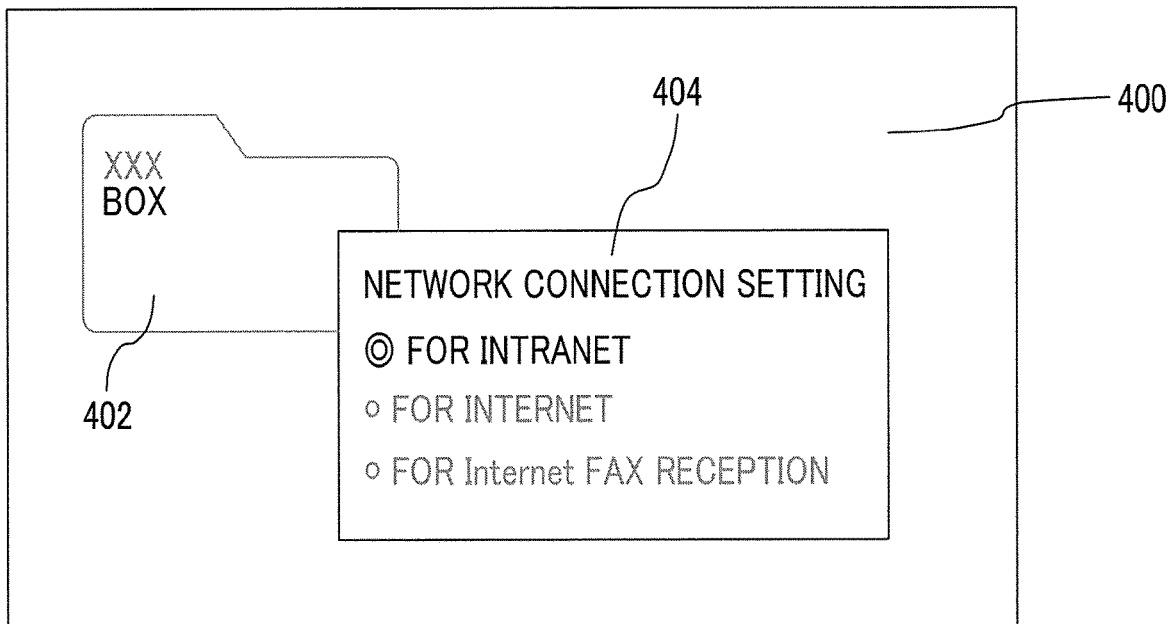 404
400
XXX
BOX
NETWORK CONNECTION SETTING
FOR INTRANET
FOR INTERNET
FOR Internet FAX RECEPTION
402